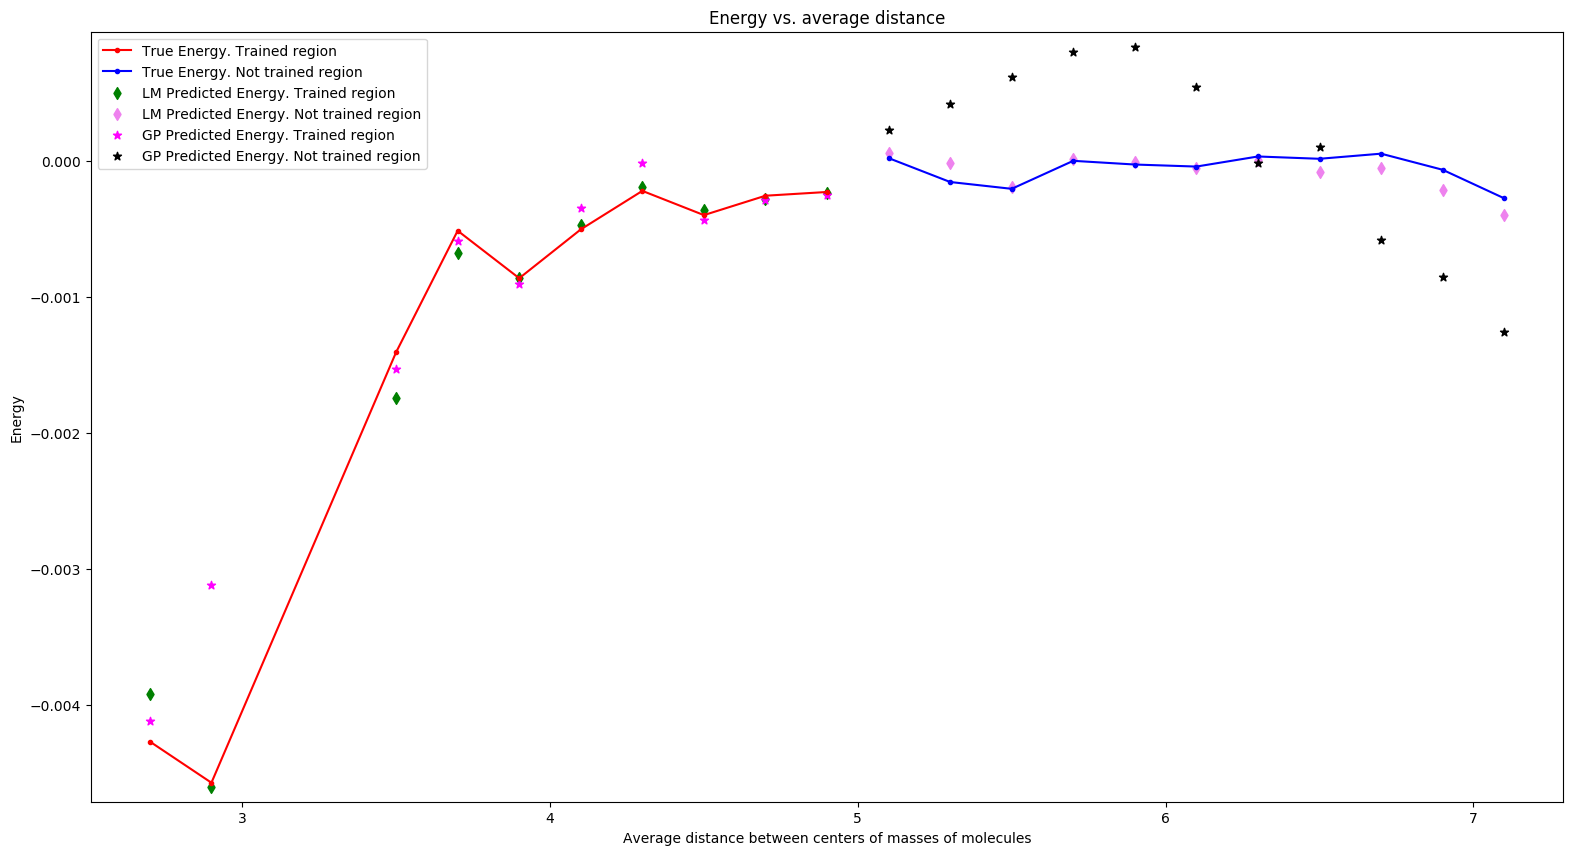 Energy vs. average distance
True Energy. Trained region
True Energy. Not trained region
LM Predicted Energy. Trained region
LM Predicted Energy. Not trained region
GP Predicted Energy. Trained region
GP Predicted Energy. Not trained region
0.000
−0.001
−0.002
−0.003
−0.004
Energy
3 4 5 6 7
Average distance between centers of masses of molecules